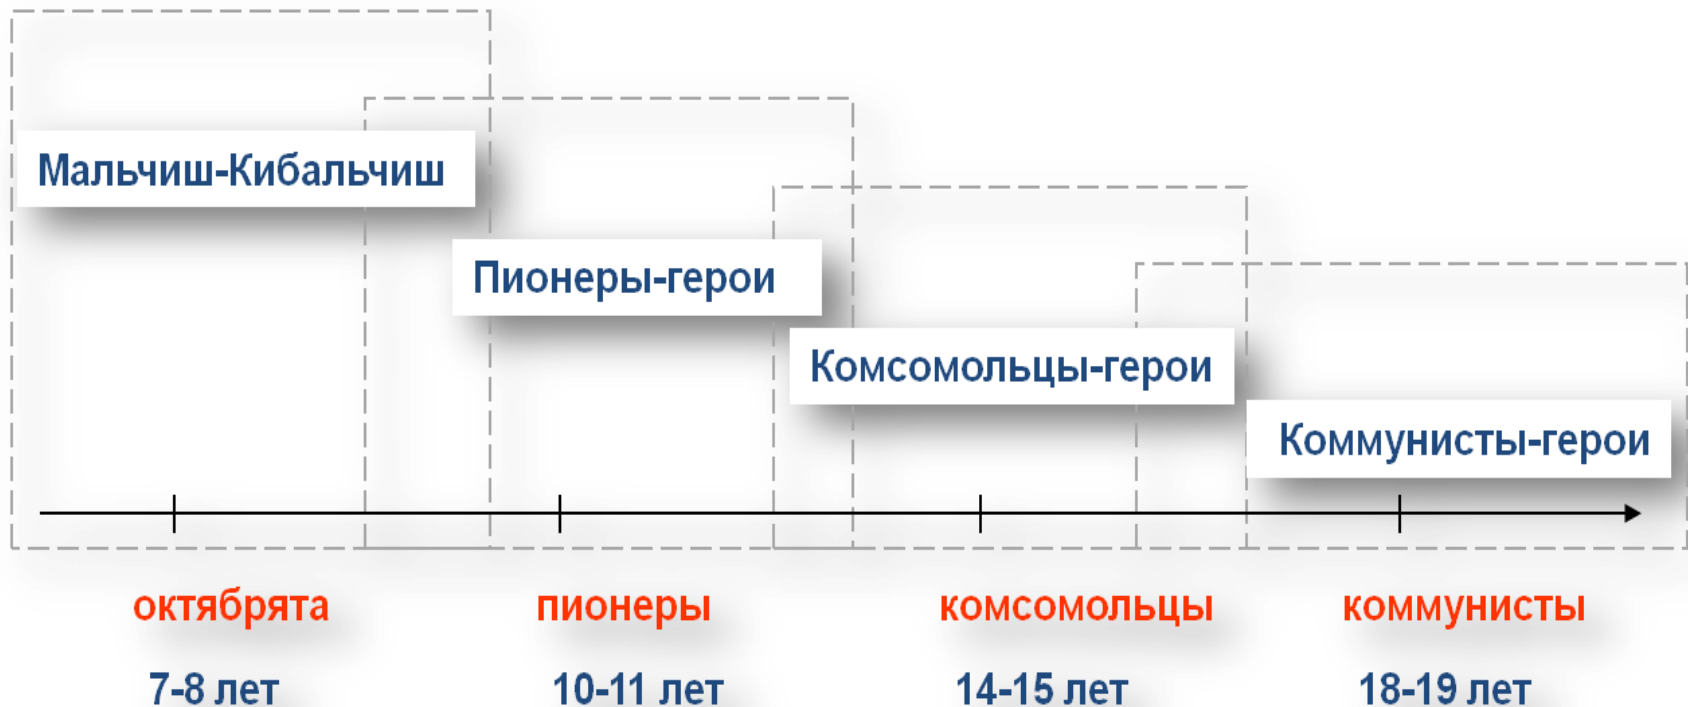 Мальчиш-Кибальчиш
Пионеры-герои
Комсомольцы-герои
Коммунисты-герои
октябрята пионеры комсомольцы коммунисты
7-8 лет 10-11 лет 14-15 лет 18-19 лет